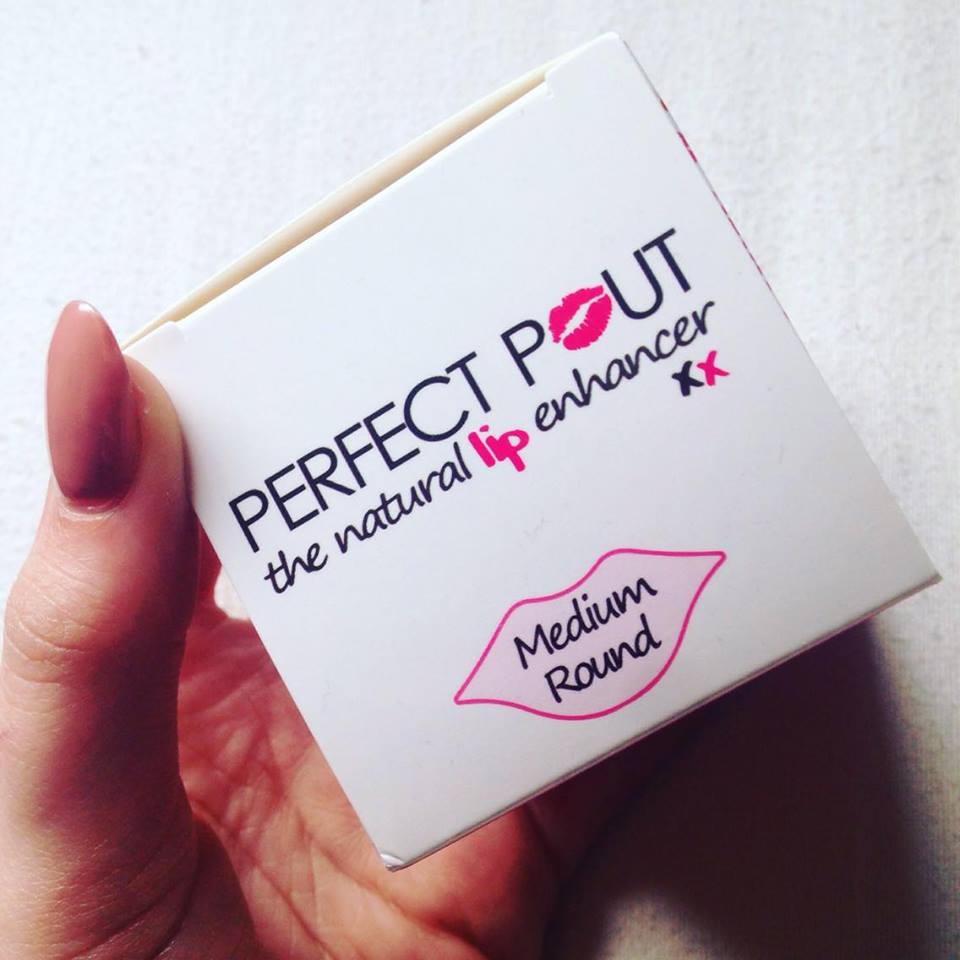 PERFECT POUT
the natural lip enhancer
xx
Medium
Round